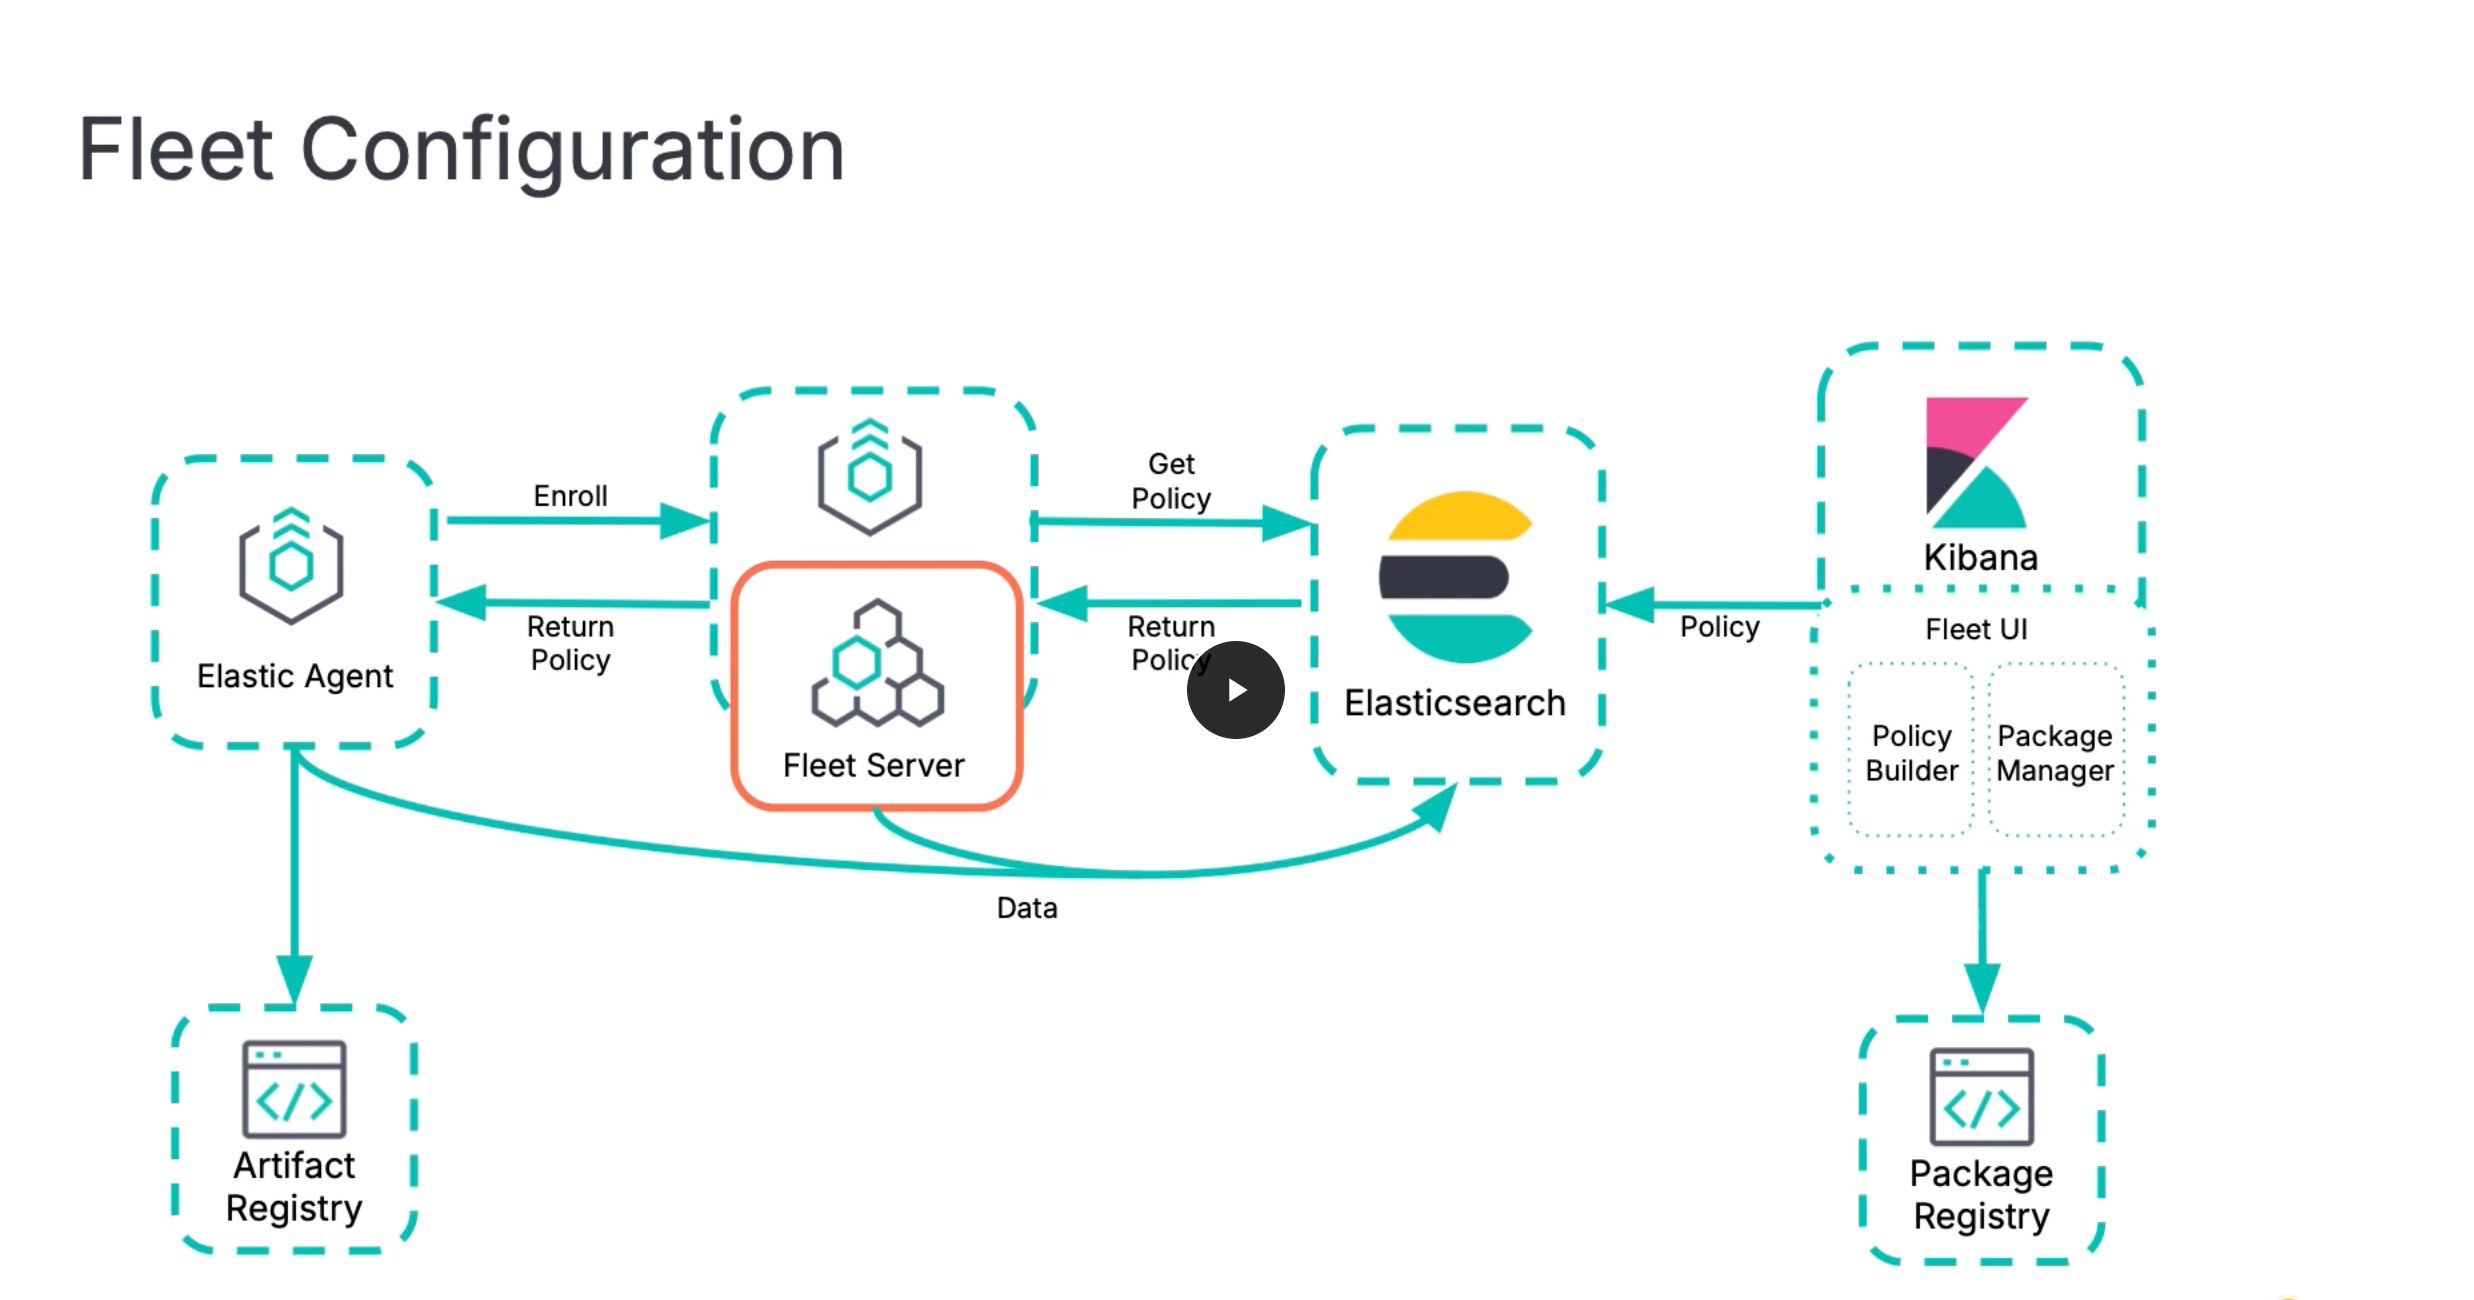 Fleet Configuration
Enroll
Return
Policy
Elastic Agent
Fleet Server
Get
Policy
Return
Policy
Elasticsearch
Policy
Kibana
Fleet UI
Policy
Builder
Package
Manager
Data
Artifact
Registry
Package
Registry